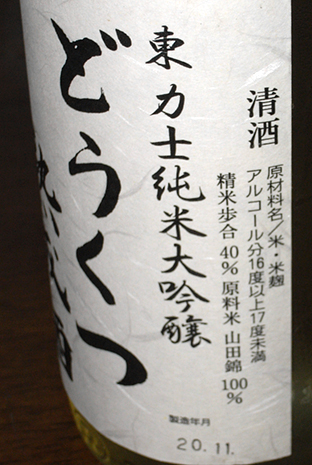 清酒
原材料名／米・米麹
アルコール分16度以上17度未満
精米歩合 40% 原料米 山田錦 100%
東力士純米大吟醸
どうくつ
製造年月
20.11.